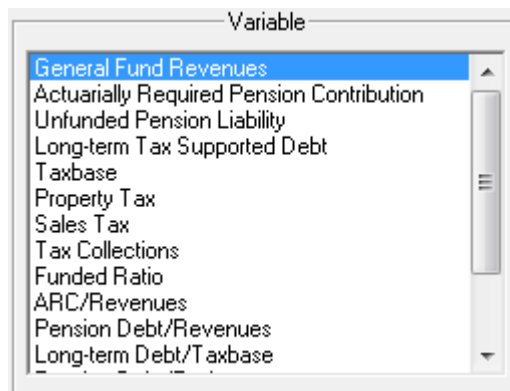 Variable
General Fund Revenues
Actuarially Required Pension Contribution
Unfunded Pension Liability
Long-term Tax Supported Debt
Taxbase
Property Tax
Sales Tax
Tax Collections
Funded Ratio
ARC/Revenues
Pension Debt/Revenues
Long-term Debt/Taxbase